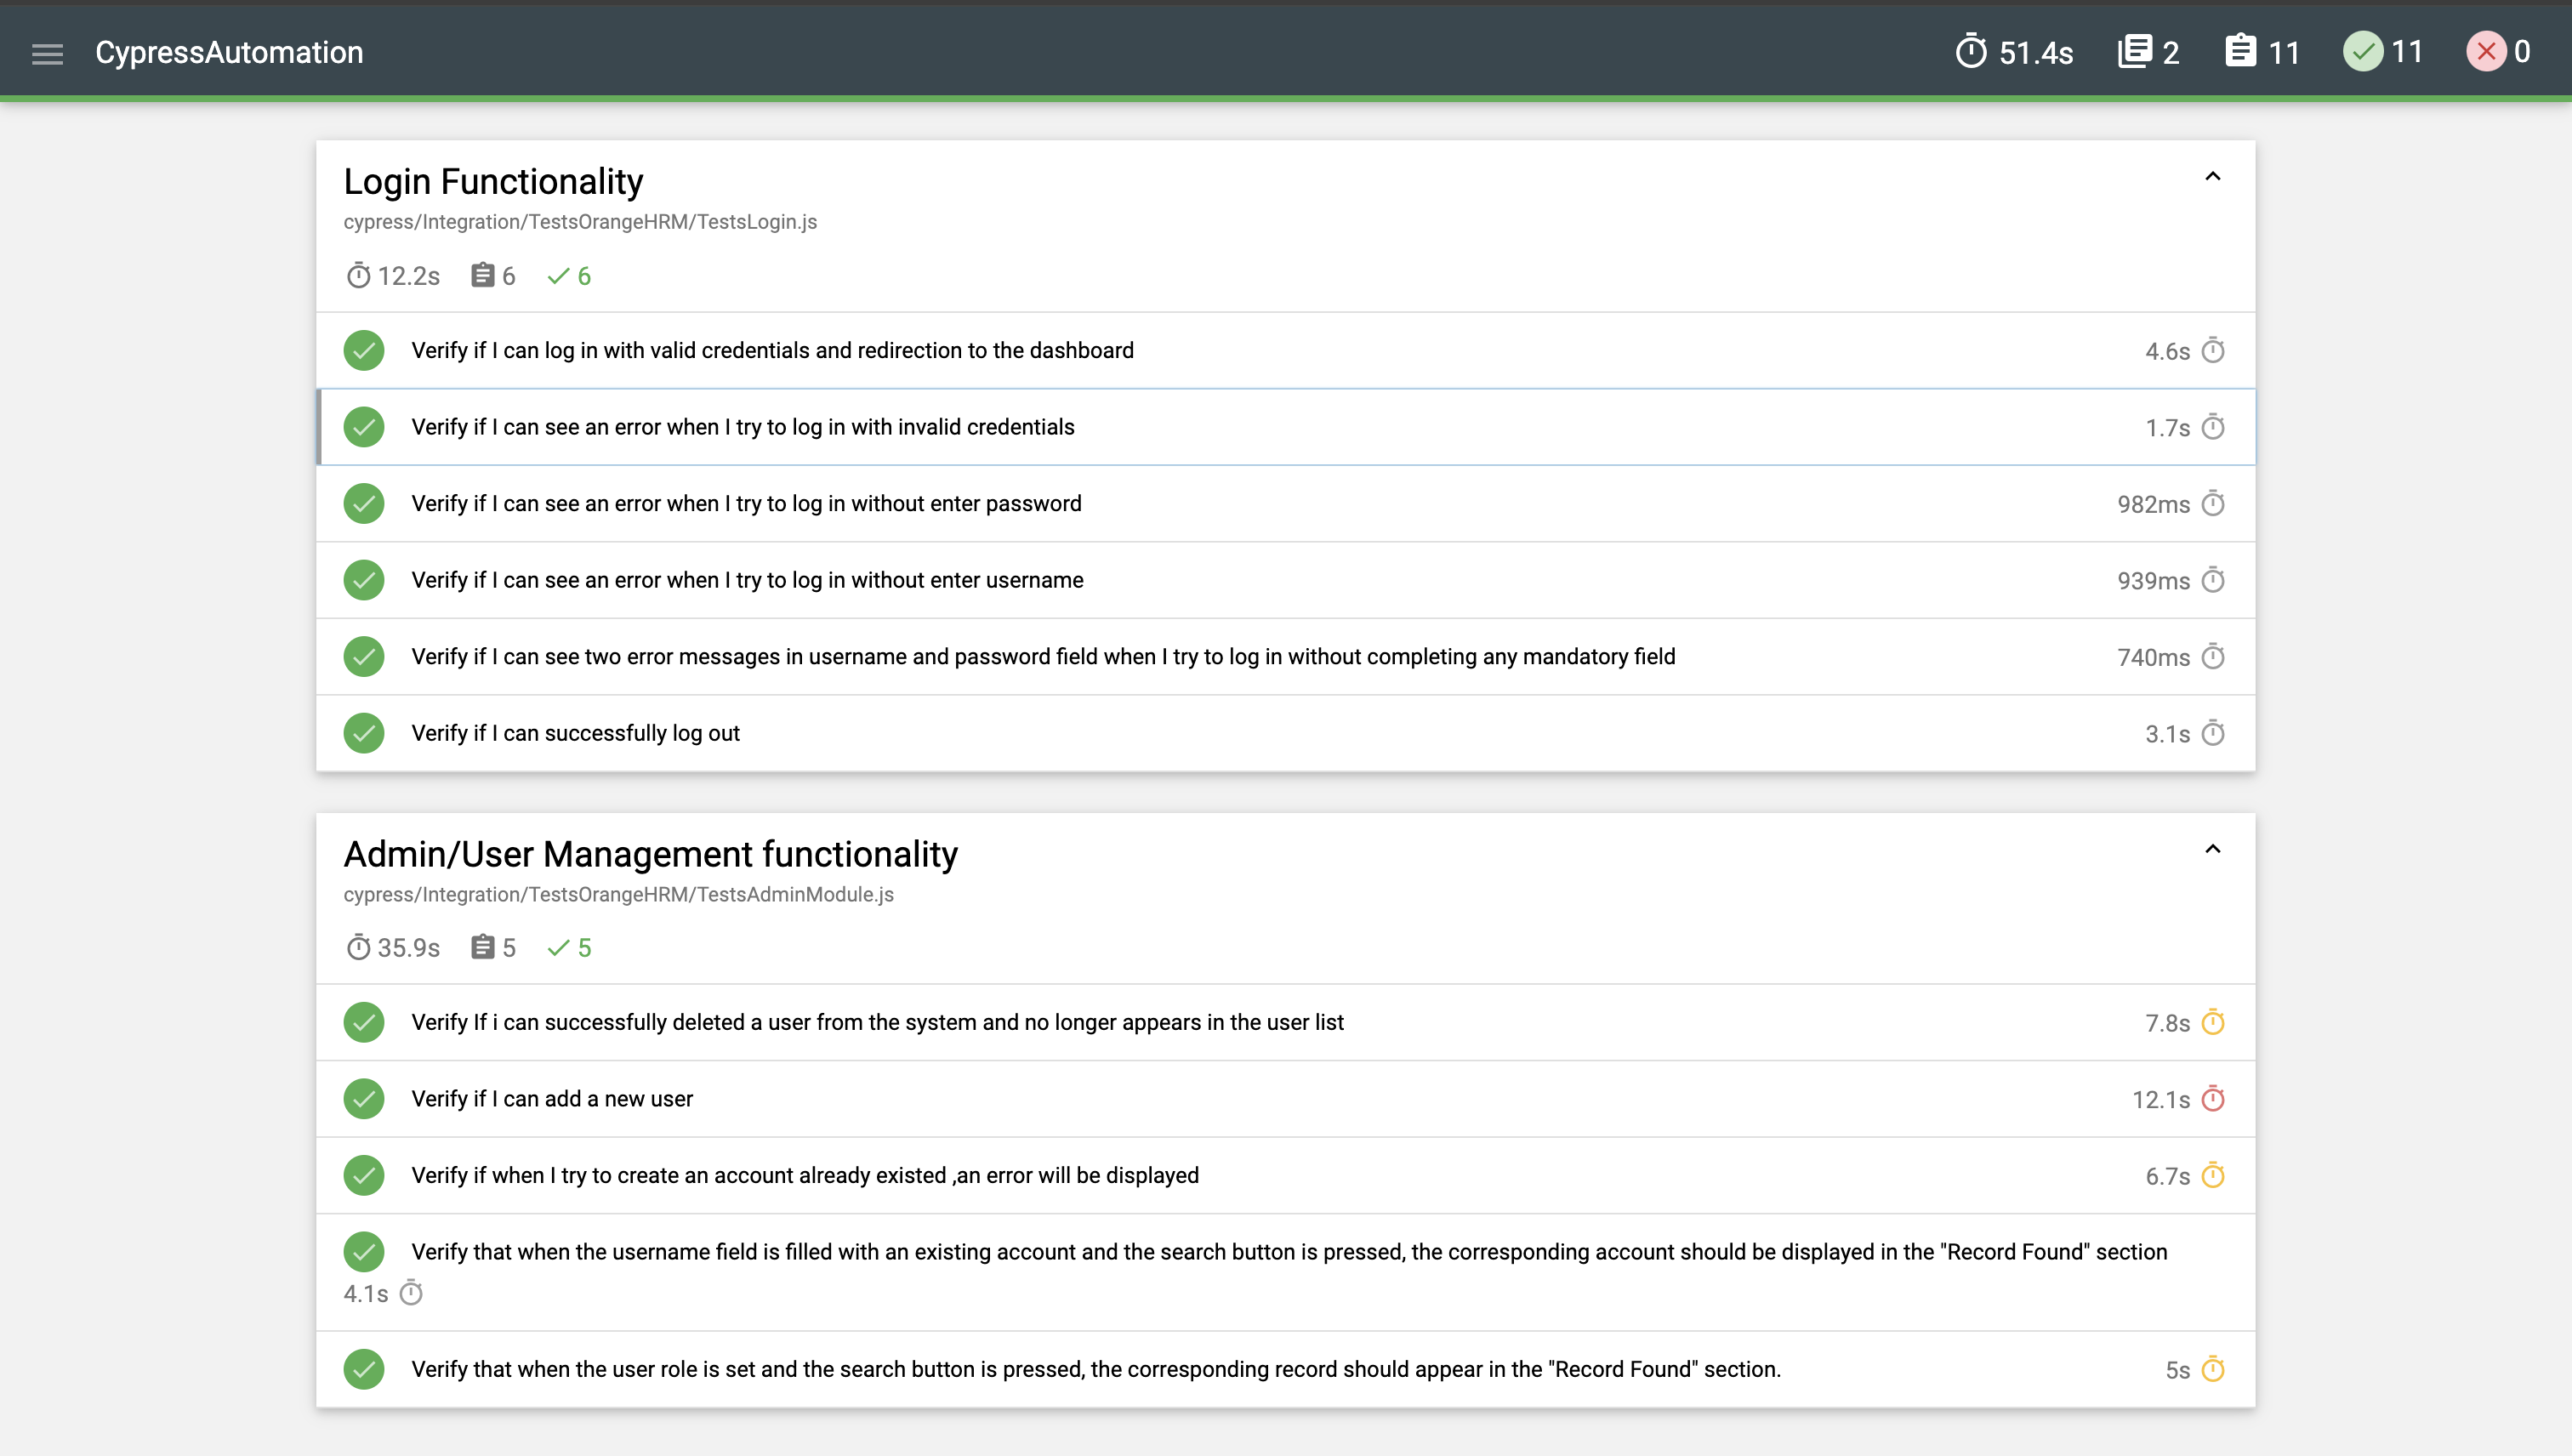 CypressAutomation
51.4s 2 11 11 0
Login Functionality
cypress/Integration/TestsOrangeHRM/TestsLogin.js
12.2s 6 6
Verify if I can log in with valid credentials and redirection to the dashboard 4.6s
Verify if I can see an error when I try to log in with invalid credentials 1.7s
Verify if I can see an error when I try to log in without enter password 982ms
Verify if I can see an error when I try to log in without enter username 939ms
Verify if I can see two error messages in username and password field when I try to log in without completing any mandatory field 740ms
Verify if I can successfully log out 3.1s
Admin/User Management functionality
cypress/Integration/TestsOrangeHRM/TestsAdminModule.js
35.9s 5 5
Verify If i can successfully deleted a user from the system and no longer appears in the user list 7.8s
Verify if I can add a new user 12.1s
Verify if when I try to create an account already existed ,an error will be displayed 6.7s
Verify that when the username field is filled with an existing account and the search button is pressed, the corresponding account should be displayed in the "Record Found" section
4.1s
Verify that when the user role is set and the search button is pressed, the corresponding record should appear in the "Record Found" section. 5s